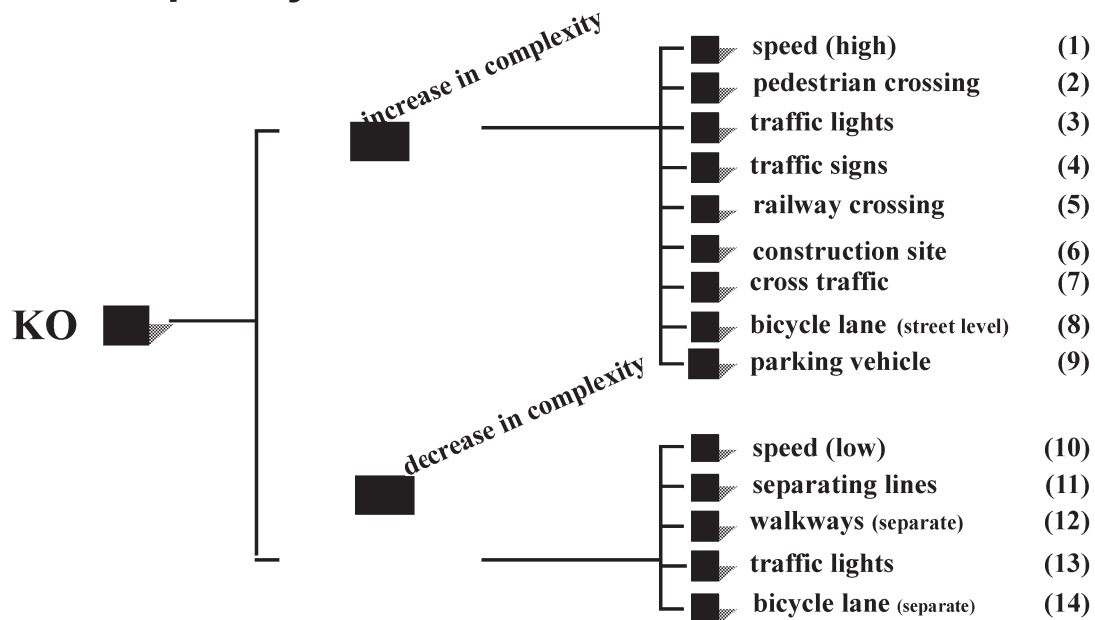 increase in complexity
speed (high) (1)
pedestrian crossing (2)
traffic lights (3)
traffic signs (4)
railway crossing (5)
construction site (6)
cross traffic (7)
KO
bicycle lane (street level) (8)
parking vehicle (9)
decrease in complexity
speed (low) (10)
separating lines (11)
walkways (separate) (12)
traffic lights (13)
bicycle lane (separate) (14)